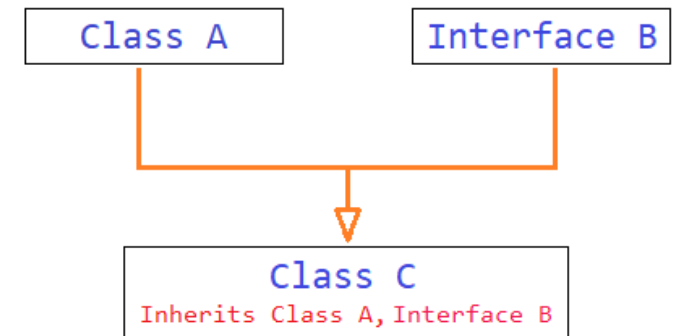 Class A
Interface B
Class C
Inherits Class A, Interface B